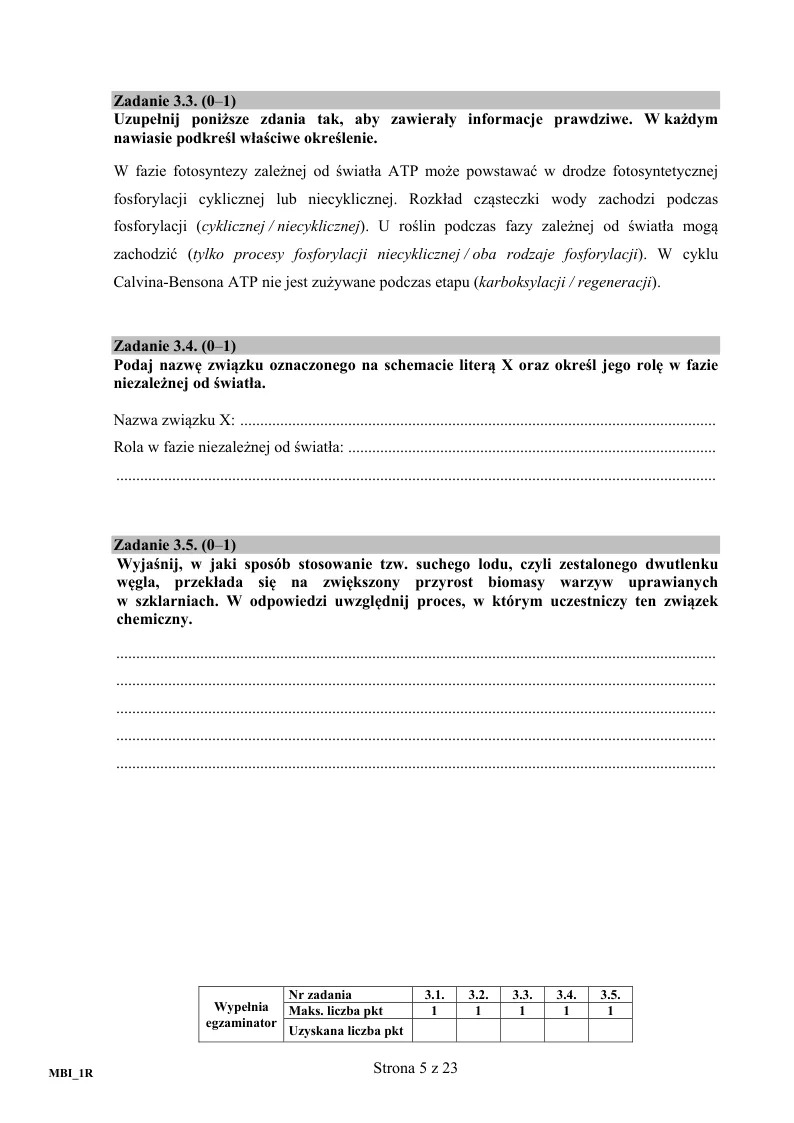 Zadanie 3.3. (0–1)
Uzupełnij poniższe zdania tak, aby zawierały informacje prawdziwe. W każdym
nawiasie podkreśl właściwe określenie.
W fazie fotosyntezy zależnej od światła ATP może powstawać w drodze fotosyntetycznej
fosforylacji cyklicznej lub niecyklicznej. Rozkład cząsteczki wody zachodzi podczas
fosforylacji (cyklicznej / niecyklicznej). U roślin podczas fazy zależnej od światła mogą
zachodzić (tylko procesy fosforylacji niecyklicznej / oba rodzaje fosforylacji). W cyklu
Calvina-Bensona ATP nie jest zużywane podczas etapu (karboksylacji / regeneracji).
Zadanie 3.4. (0–1)
Podaj nazwę związku oznaczonego na schemacie literą X oraz określ jego rolę w fazie
niezależnej od światła.
Nazwa związku X: ........................................................................................................................
Rola w fazie niezależnej od światła: ............................................................................................
......................................................................................................................................................
Zadanie 3.5. (0–1)
Wyjaśnij, w jaki sposób stosowanie tzw. suchego lodu, czyli zestalonego dwutlenku
węgla, przekłada się na zwiększony przyrost biomasy warzyw uprawianych
w szklarniach. W odpowiedzi uwzględnij proces, w którym uczestniczy ten związek
chemiczny.
......................................................................................................................................................
......................................................................................................................................................
......................................................................................................................................................
......................................................................................................................................................
......................................................................................................................................................
Wypełnia egzaminator
Nr zadania 3.1. 3.2. 3.3. 3.4. 3.5.
Maks. liczba pkt 1 1 1 1 1
Uzyskana liczba pkt
MBI_1R
Strona 5 z 23